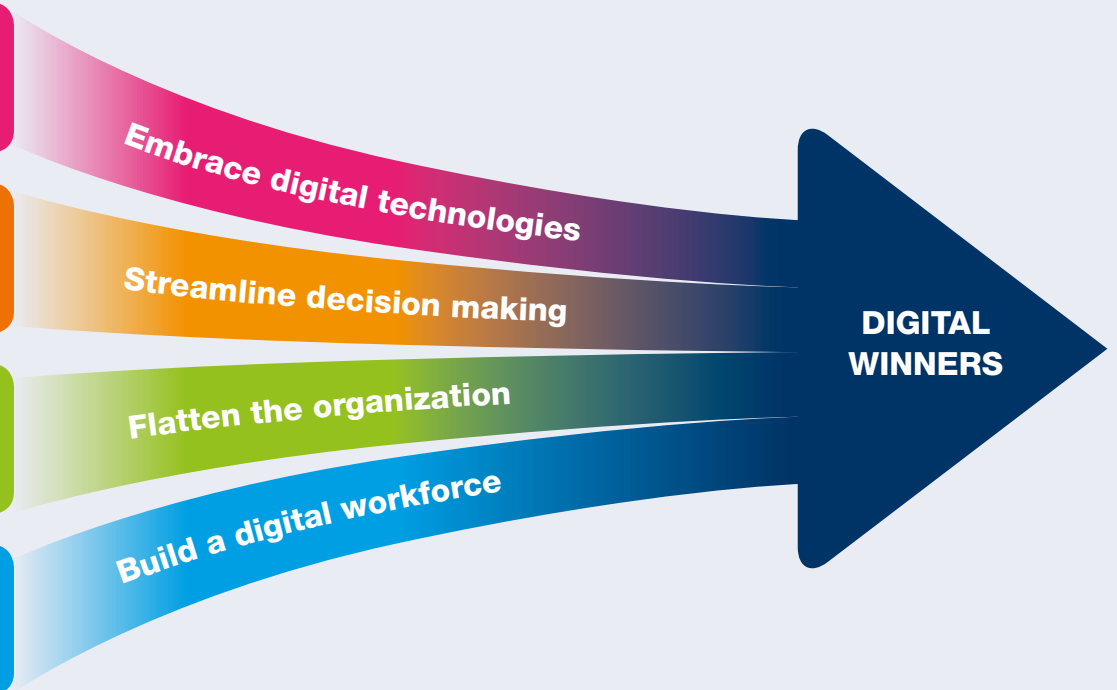 Embrace digital technologies
Streamline decision making
Flatten the organization
Build a digital workforce
DIGITAL
WINNERS